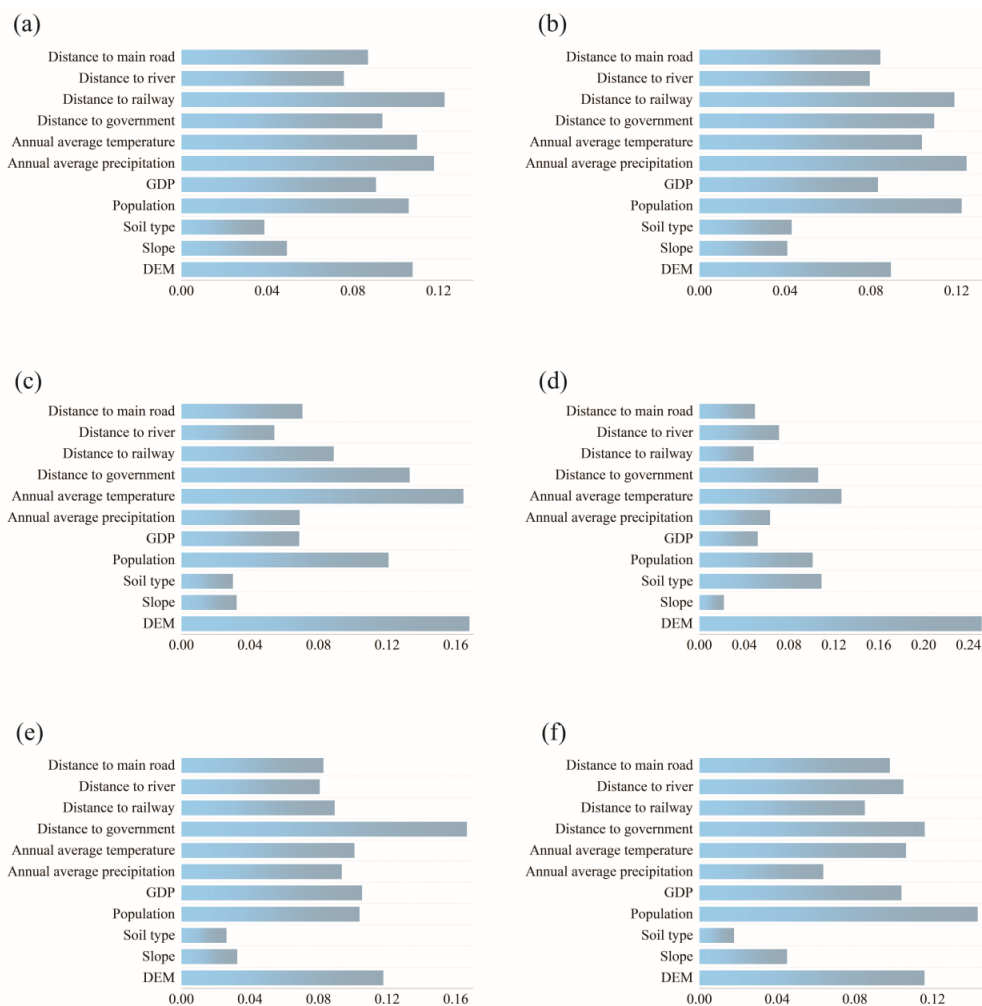 (a)
Distance to main road
Distance to river
Distance to railway
Distance to government
Annual average temperature
Annual average precipitation
GDP
Population
Soil type
Slope
DEM
0.00 0.04 0.08 0.12
(b)
Distance to main road
Distance to river
Distance to railway
Distance to government
Annual average temperature
Annual average precipitation
GDP
Population
Soil type
Slope
DEM
0.00 0.04 0.08 0.12
(c)
Distance to main road
Distance to river
Distance to railway
Distance to government
Annual average temperature
Annual average precipitation
GDP
Population
Soil type
Slope
DEM
0.00 0.04 0.08 0.12 0.16
(d)
Distance to main road
Distance to river
Distance to railway
Distance to government
Annual average temperature
Annual average precipitation
GDP
Population
Soil type
Slope
DEM
0.00 0.04 0.08 0.12 0.16 0.20 0.24
(e)
Distance to main road
Distance to river
Distance to railway
Distance to government
Annual average temperature
Annual average precipitation
GDP
Population
Soil type
Slope
DEM
0.00 0.04 0.08 0.12 0.16
(f)
Distance to main road
Distance to river
Distance to railway
Distance to government
Annual average temperature
Annual average precipitation
GDP
Population
Soil type
Slope
DEM
0.00 0.04 0.08 0.12